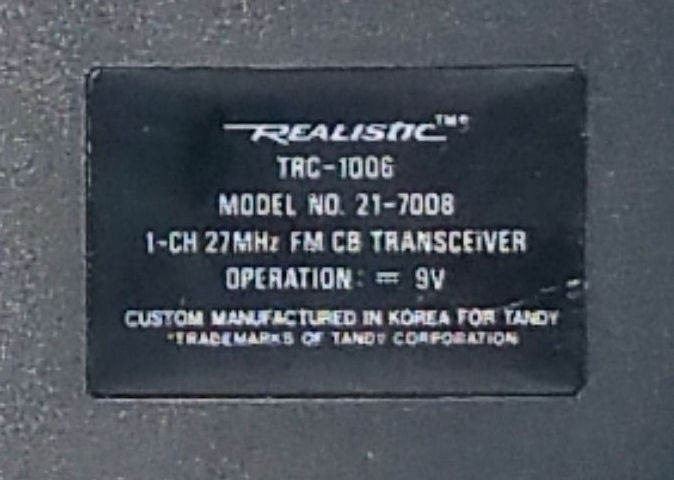 REALISTIC™*
TRC-1006
MODEL NO. 21-7008
1-CH 27MHz FM CB TRANSCEIVER
OPERATION: ⎓ 9V
CUSTOM MANUFACTURED IN KOREA FOR TANDY
*TRADEMARKS OF TANDY CORPORATION